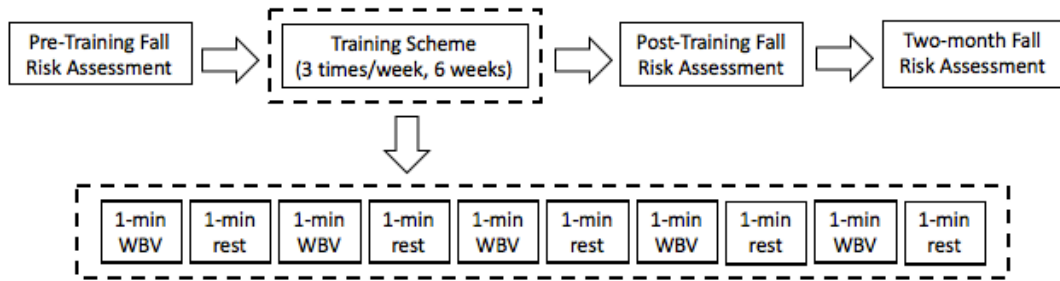 Pre-Training Fall
Risk Assessment
Training Scheme
(3 times/week, 6 weeks)
Post-Training Fall
Risk Assessment
Two-month Fall
Risk Assessment
1-min
WBV
1-min
rest
1-min
WBV
1-min
rest
1-min
WBV
1-min
rest
1-min
WBV
1-min
rest
1-min
WBV
1-min
rest